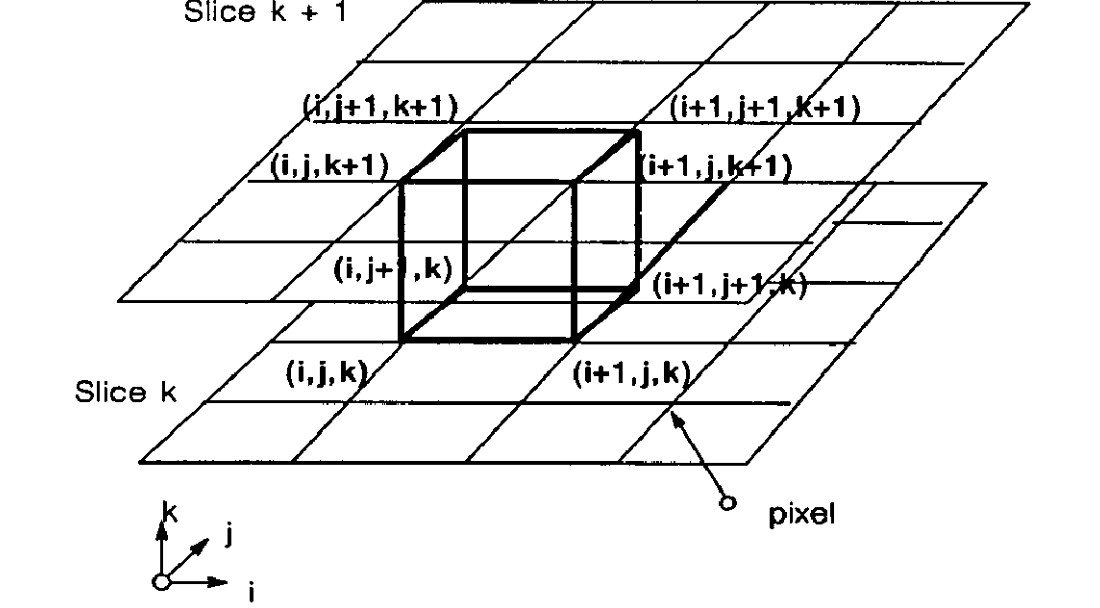 Slice k + 1
(i,j+1,k+1)
(i+1,j+1,k+1)
(i,j,k+1)
(i+1,j,k+1)
(i,j+1,k)
(i+1,j+1,k)
(i,j,k)
(i+1,j,k)
Slice k
pixel
k
j
i